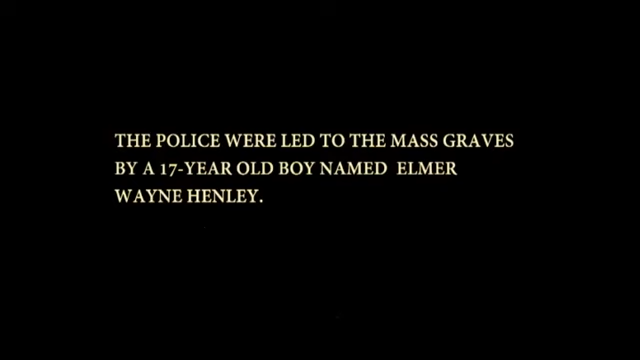 THE POLICE WERE LED TO THE MASS GRAVES
BY A 17-YEAR OLD BOY NAMED  ELMER
WAYNE HENLEY.